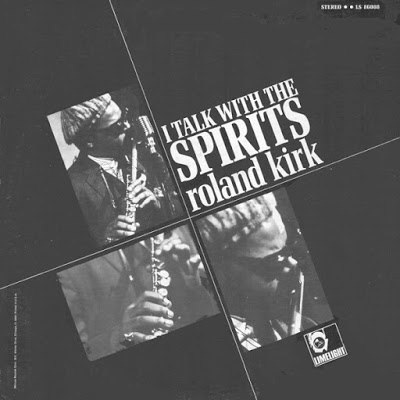 STEREO •• LS 86008
I TALK WITH THE
SPIRITS
roland kirk
LIMELIGHT